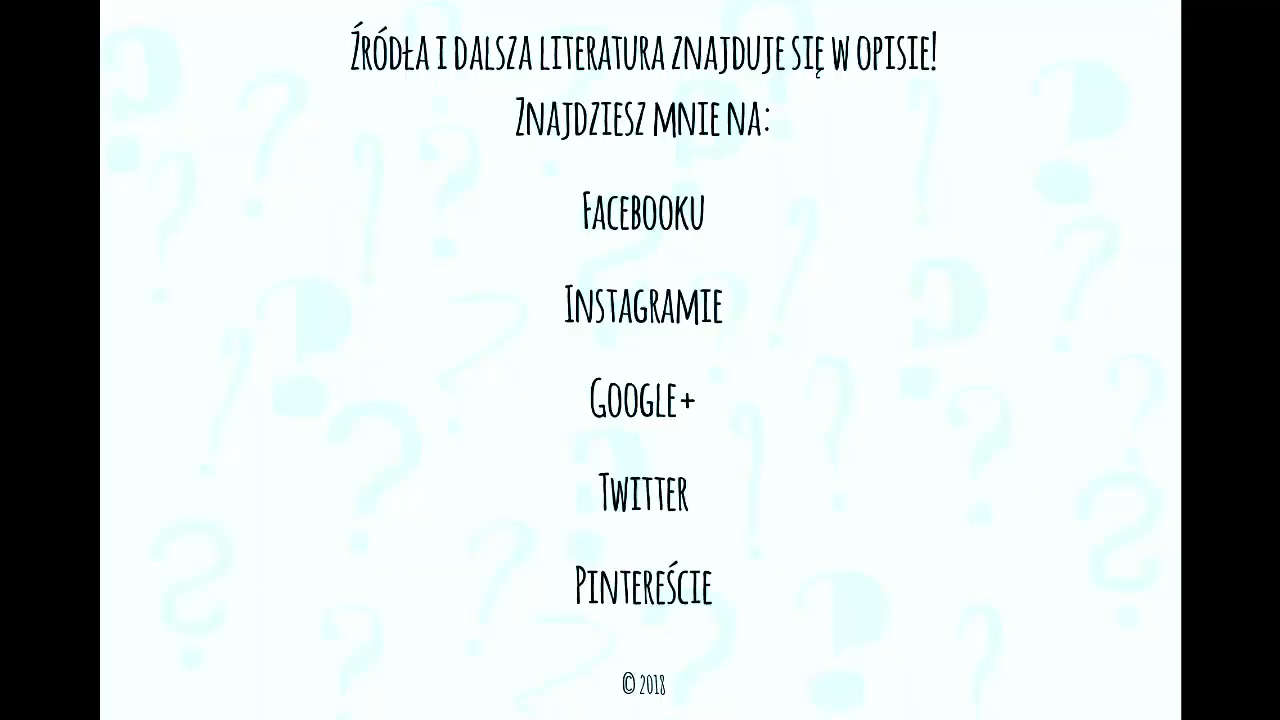 Źródła i dalsza literatura znajduje się w opisie!
Znajdziesz mnie na:
Facebooku
Instagramie
Google+
Twitter
Pintereście
© 2018